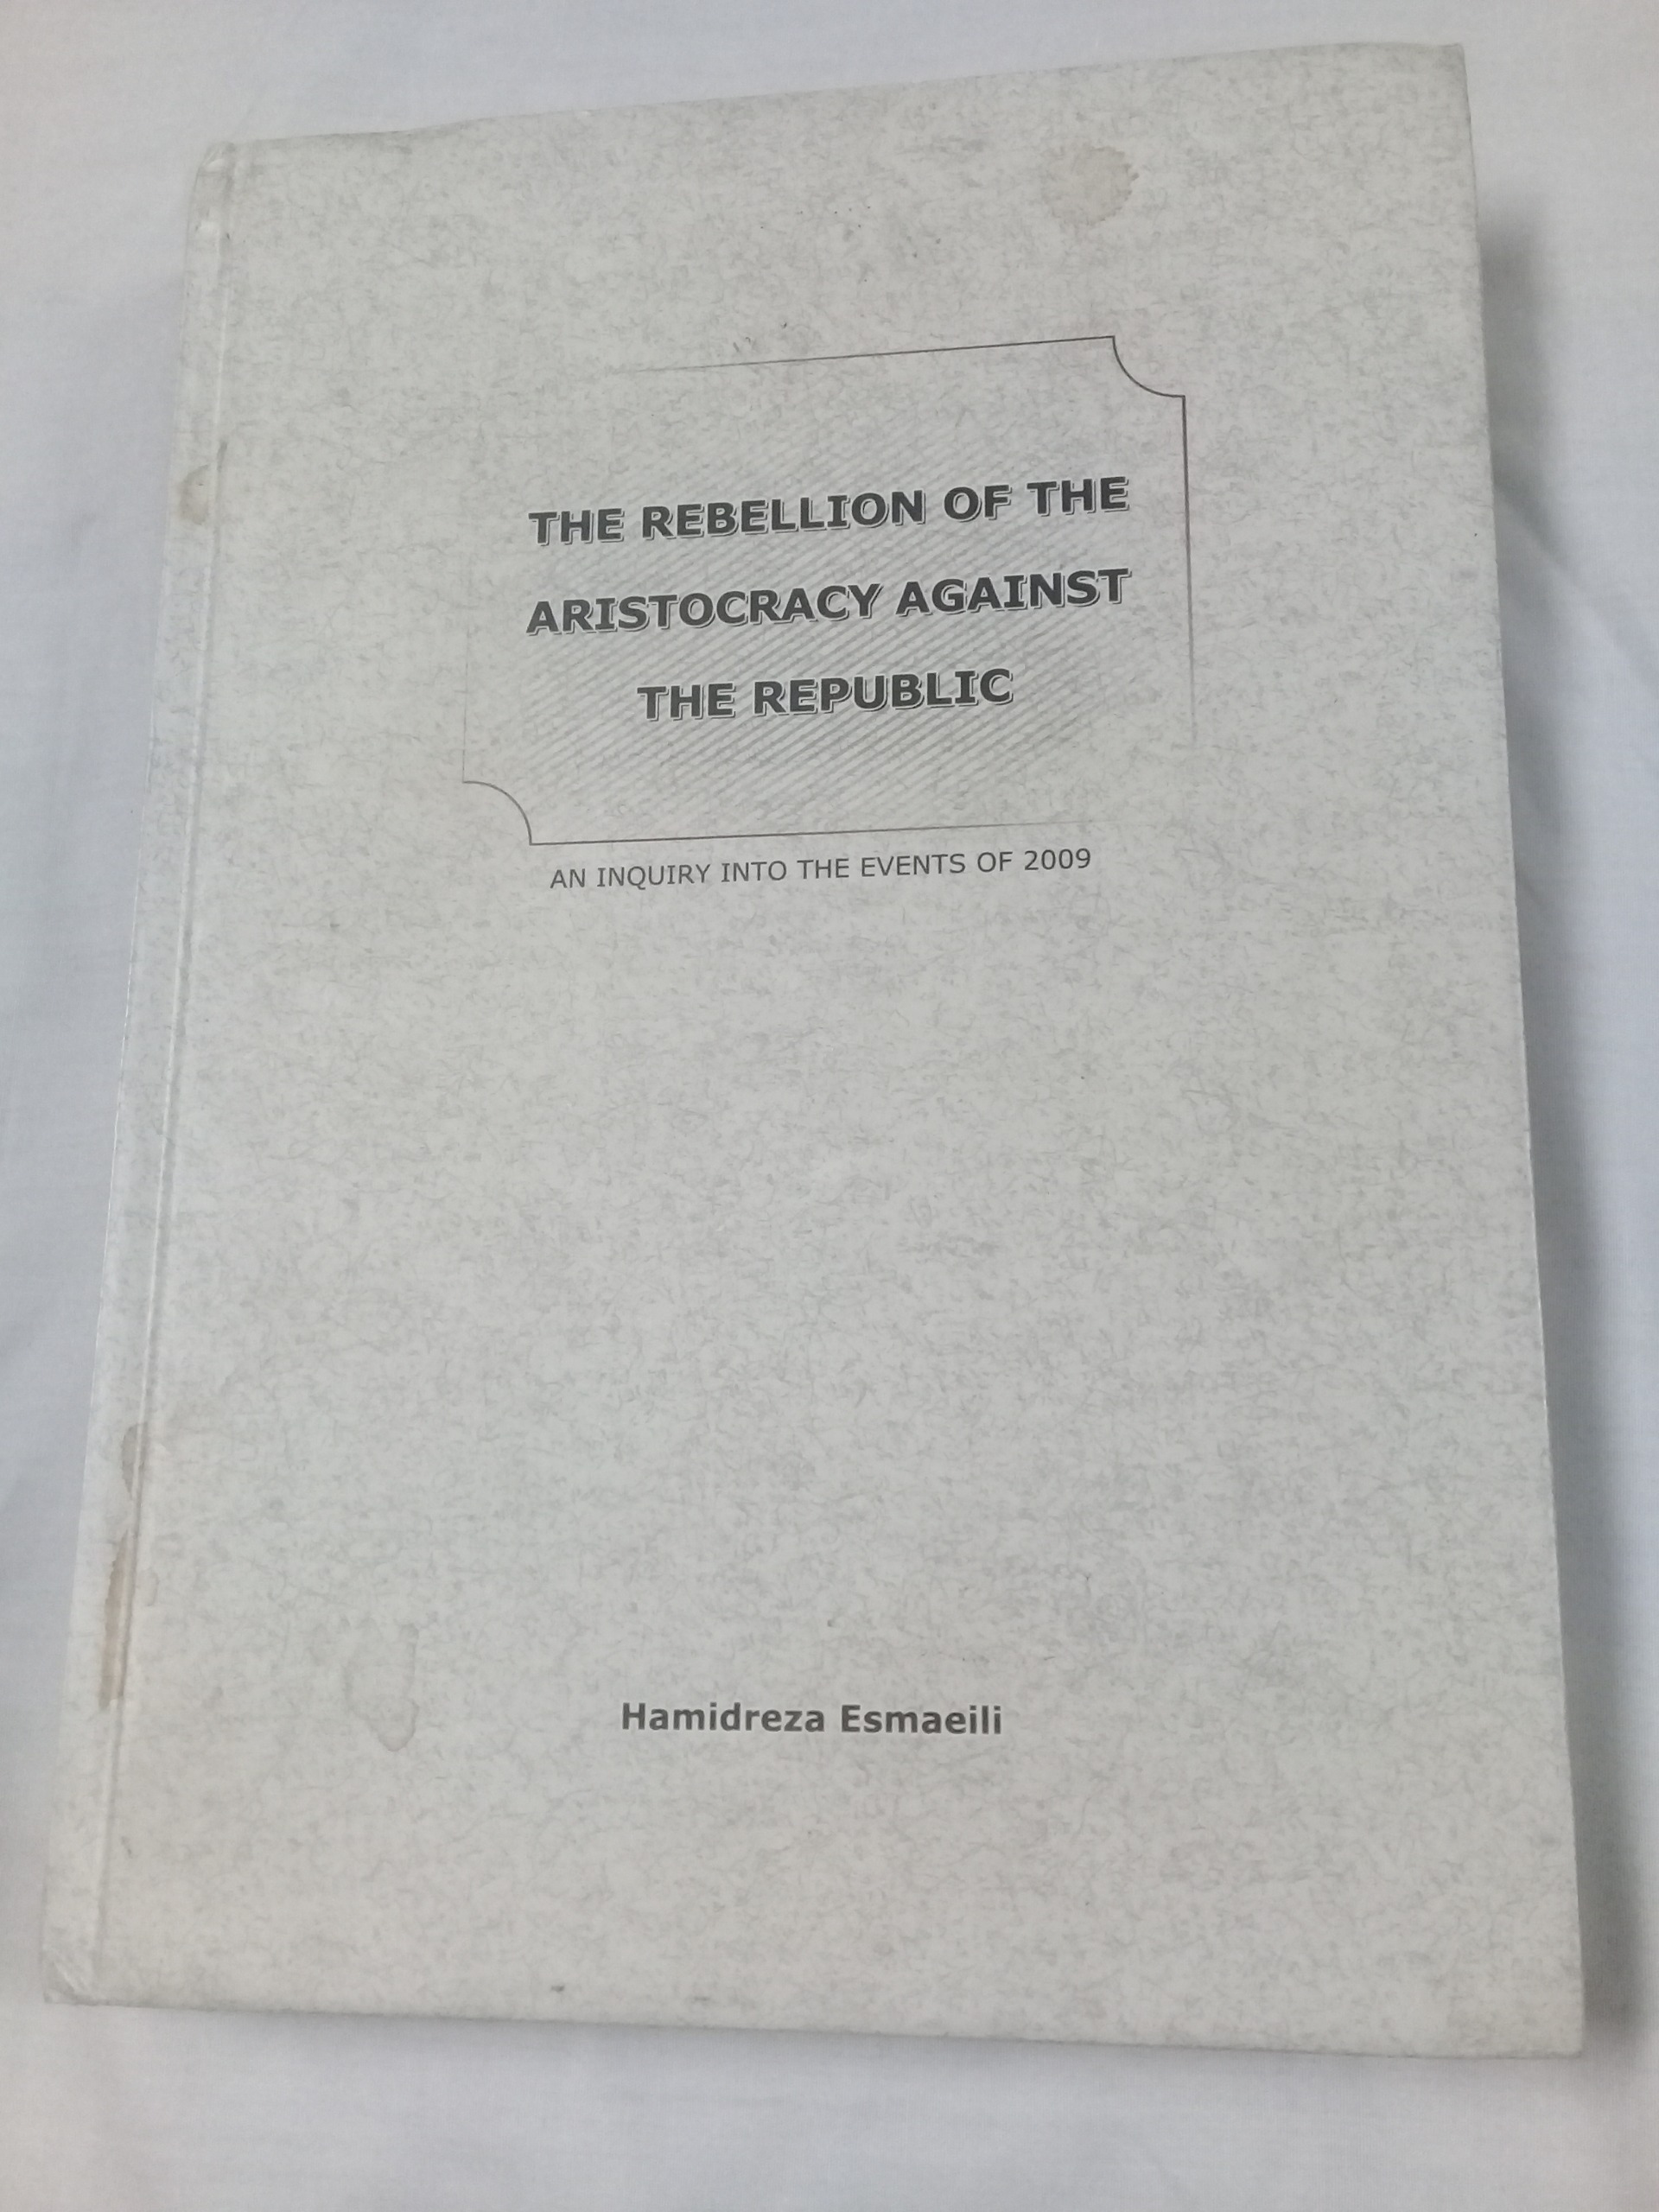 THE REBELLION OF THE
ARISTOCRACY AGAINST
THE REPUBLIC
AN INQUIRY INTO THE EVENTS OF 2009
Hamidreza Esmaeili